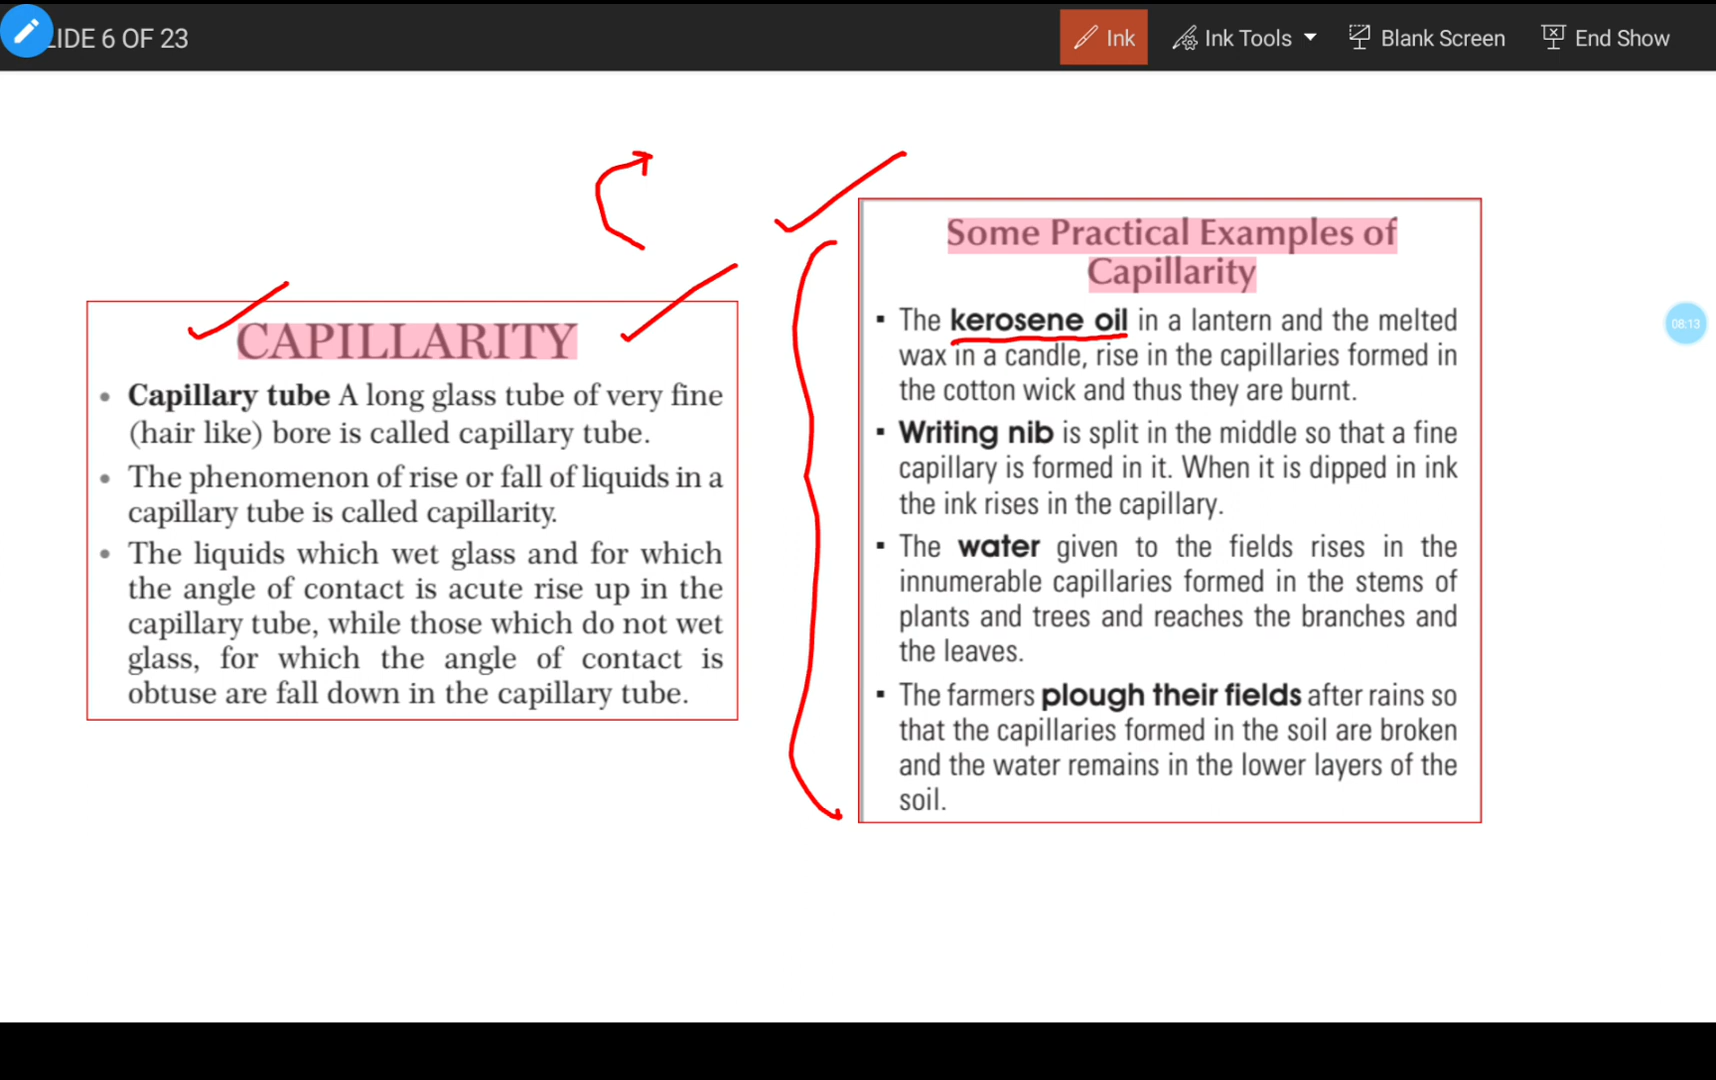 LIDE 6 OF 23
Ink
Ink Tools
Blank Screen
End Show
CAPILLARITY
• Capillary tube A long glass tube of very fine
(hair like) bore is called capillary tube.
• The phenomenon of rise or fall of liquids in a
capillary tube is called capillarity.
• The liquids which wet glass and for which
the angle of contact is acute rise up in the
capillary tube, while those which do not wet
glass, for which the angle of contact is
obtuse are fall down in the capillary tube.
Some Practical Examples of
Capillarity
▪ The kerosene oil in a lantern and the melted
wax in a candle, rise in the capillaries formed in
the cotton wick and thus they are burnt.
▪ Writing nib is split in the middle so that a fine
capillary is formed in it. When it is dipped in ink
the ink rises in the capillary.
▪ The water given to the fields rises in the
innumerable capillaries formed in the stems of
plants and trees and reaches the branches and
the leaves.
▪ The farmers plough their fields after rains so
that the capillaries formed in the soil are broken
and the water remains in the lower layers of the
soil.
08:13